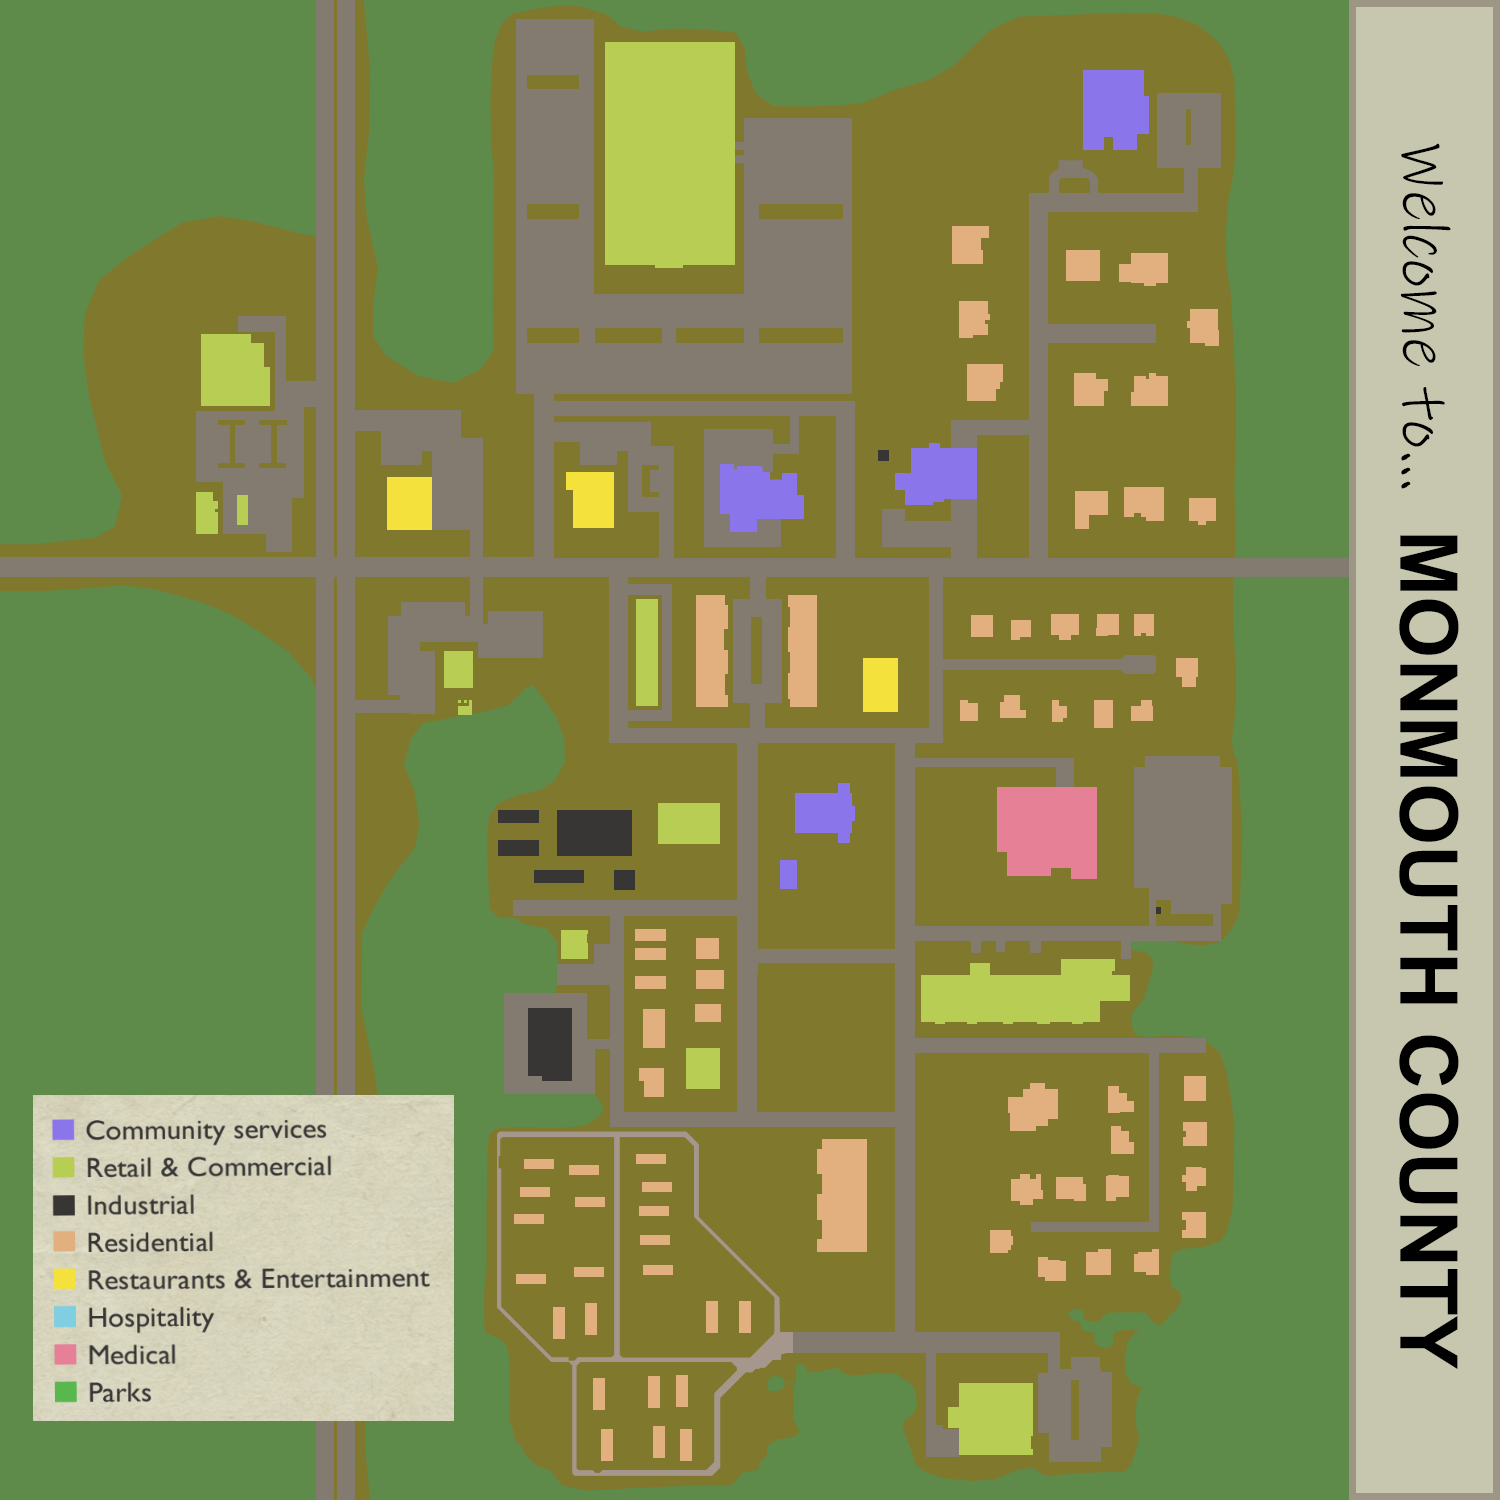 Welcome to... MONMOUTH COUNTY
Community services
Retail & Commercial
Industrial
Residential
Restaurants & Entertainment
Hospitality
Medical
Parks